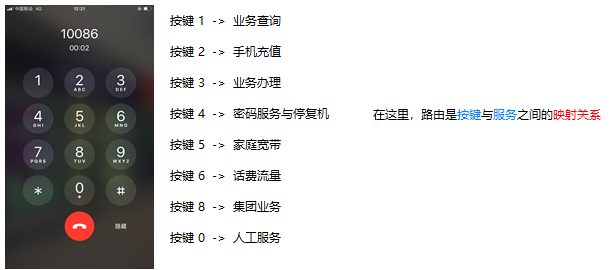 中国移动 4G 12:21
10086
00:02
1
2 ABC
3 DEF
4 GHI
5 JKL
6 MNO
7 PQRS
8 TUV
9 WXYZ
*
0 +
#
隐藏
按键 1 -> 业务查询
按键 2 -> 手机充值
按键 3 -> 业务办理
按键 4 -> 密码服务与停复机
按键 5 -> 家庭宽带
按键 6 -> 话费流量
按键 8 -> 集团业务
按键 0 -> 人工服务
在这里，路由是按键与服务之间的映射关系